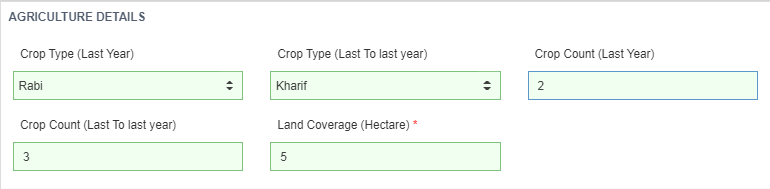 AGRICULTURE DETAILS
Crop Type (Last Year) Crop Type (Last To last year) Crop Count (Last Year)
Rabi Kharif 2
Crop Count (Last To last year) Land Coverage (Hectare) *
3 5